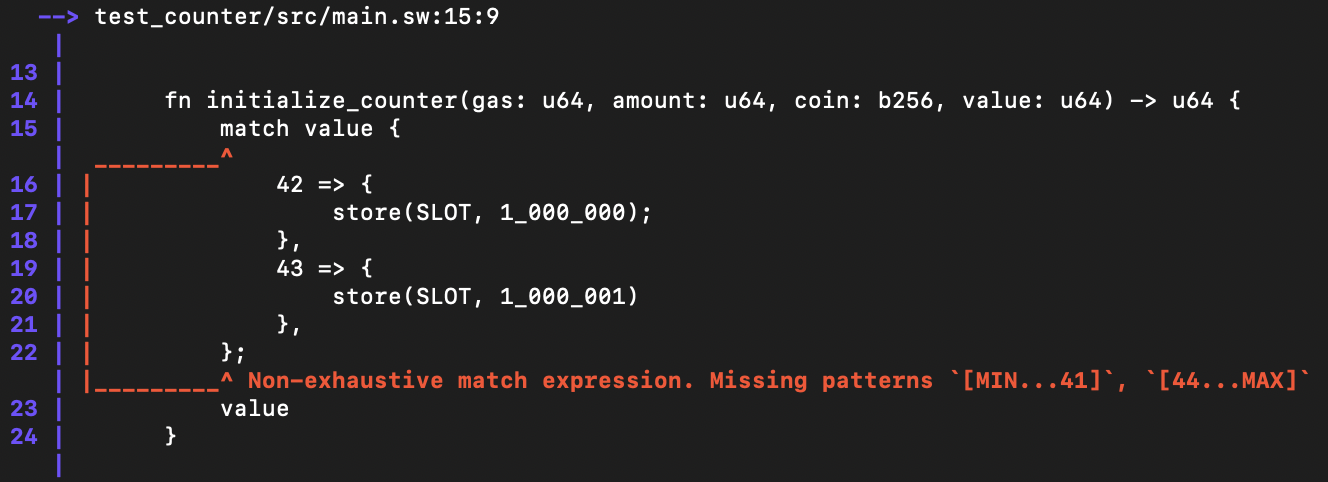 --> test_counter/src/main.sw:15:9
   |
13 |
14 |       fn initialize_counter(gas: u64, amount: u64, coin: b256, value: u64) -> u64 {
15 |           match value {
   |  _________^
16 | |             42 => {
17 | |                 store(SLOT, 1_000_000);
18 | |             },
19 | |             43 => {
20 | |                 store(SLOT, 1_000_001)
21 | |             },
22 | |         };
   | |_________^ Non-exhaustive match expression. Missing patterns `[MIN...41]`, `[44...MAX]`
23 |           value
24 |       }
   |